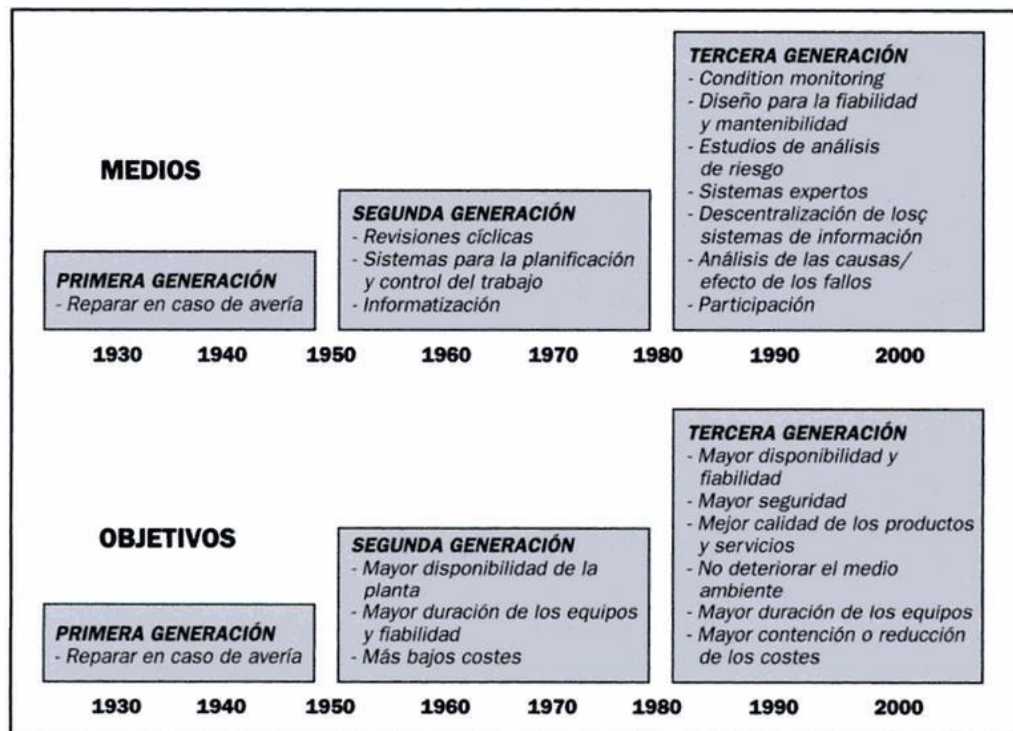 MEDIOS
PRIMERA GENERACIÓN
- Reparar en caso de avería
SEGUNDA GENERACIÓN
- Revisiones cíclicas
- Sistemas para la planificación
y control del trabajo
- Informatización
TERCERA GENERACIÓN
- Condition monitoring
- Diseño para la fiabilidad
y mantenibilidad
- Estudios de análisis
de riesgo
- Sistemas expertos
- Descentralización de losç
sistemas de información
- Análisis de las causas/
efecto de los fallos
- Participación
1930 1940 1950 1960 1970 1980 1990 2000
OBJETIVOS
PRIMERA GENERACIÓN
- Reparar en caso de avería
SEGUNDA GENERACIÓN
- Mayor disponibilidad de la
planta
- Mayor duración de los equipos
y fiabilidad
- Más bajos costes
TERCERA GENERACIÓN
- Mayor disponibilidad y
fiabilidad
- Mayor seguridad
- Mejor calidad de los productos
y servicios
- No deteriorar el medio
ambiente
- Mayor duración de los equipos
- Mayor contención o reducción
de los costes
1930 1940 1950 1960 1970 1980 1990 2000